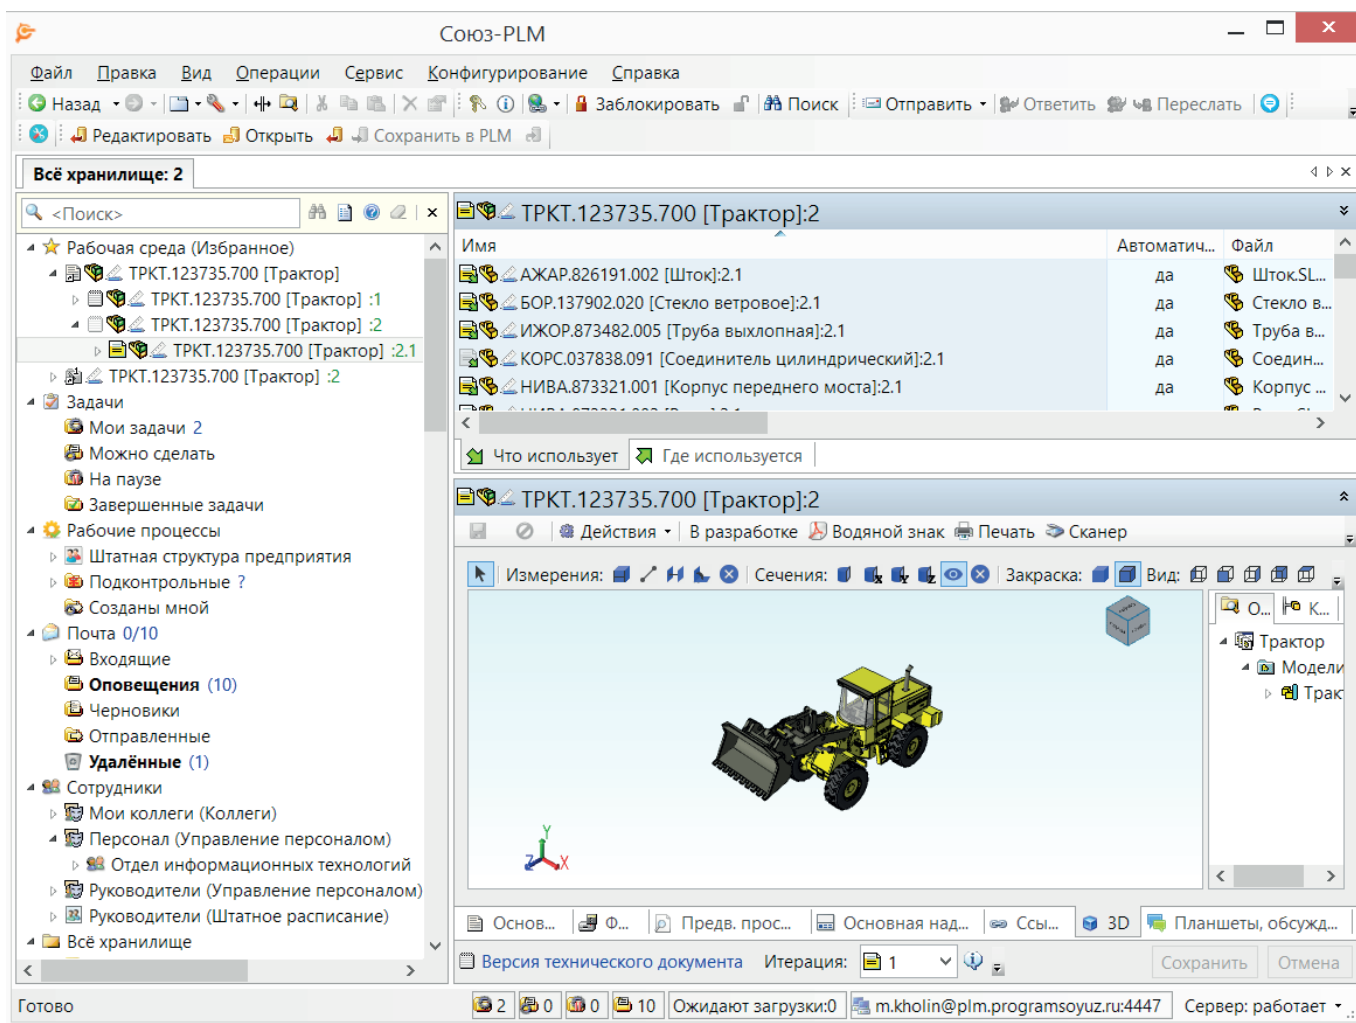 Союз-PLM
Файл Правка Вид Операции Сервис Конфигурирование Справка
Назад Заблокировать Поиск Отправить Ответить Переслать
Редактировать Открыть Сохранить в PLM
Всё хранилище: 2
<Поиск>
Рабочая среда (Избранное)
ТРКТ.123735.700 [Трактор]
ТРКТ.123735.700 [Трактор] :1
ТРКТ.123735.700 [Трактор] :2
ТРКТ.123735.700 [Трактор] :2.1
ТРКТ.123735.700 [Трактор] :2
Задачи
Мои задачи 2
Можно сделать
На паузе
Завершенные задачи
Рабочие процессы
Штатная структура предприятия
Подконтрольные ?
Созданы мной
Почта 0/10
Входящие
Оповещения (10)
Черновики
Отправленные
Удалённые (1)
Сотрудники
Мои коллеги (Коллеги)
Персонал (Управление персоналом)
Отдел информационных технологий
Руководители (Управление персоналом)
Руководители (Штатное расписание)
Всё хранилище
ТРКТ.123735.700 [Трактор]:2
Имя Автоматич... Файл
АЖАР.826191.002 [Шток]:2.1 да Шток.SL...
БОР.137902.020 [Стекло ветровое]:2.1 да Стекло в...
ИЖОР.873482.005 [Труба выхлопная]:2.1 да Труба в...
КОРС.037838.091 [Соединитель цилиндрический]:2.1 да Соедин...
НИВА.873321.001 [Корпус переднего моста]:2.1 да Корпус ...
Что использует Где используется
ТРКТ.123735.700 [Трактор]:2
Действия В разработке Водяной знак Печать Сканер
Измерения: Сечения: x y z Закраска: Вид:
О... К...
Трактор
Модели
Трак
Y
Z X
Основ... Ф... Предв. прос... Основная над... Ссы... 3D Планшеты, обсужд...
Версия технического документа Итерация: 1 Сохранить Отмена
Готово 2 0 0 10 Ожидают загрузки:0 m.kholin@plm.programsoyuz.ru:4447 Сервер: работает